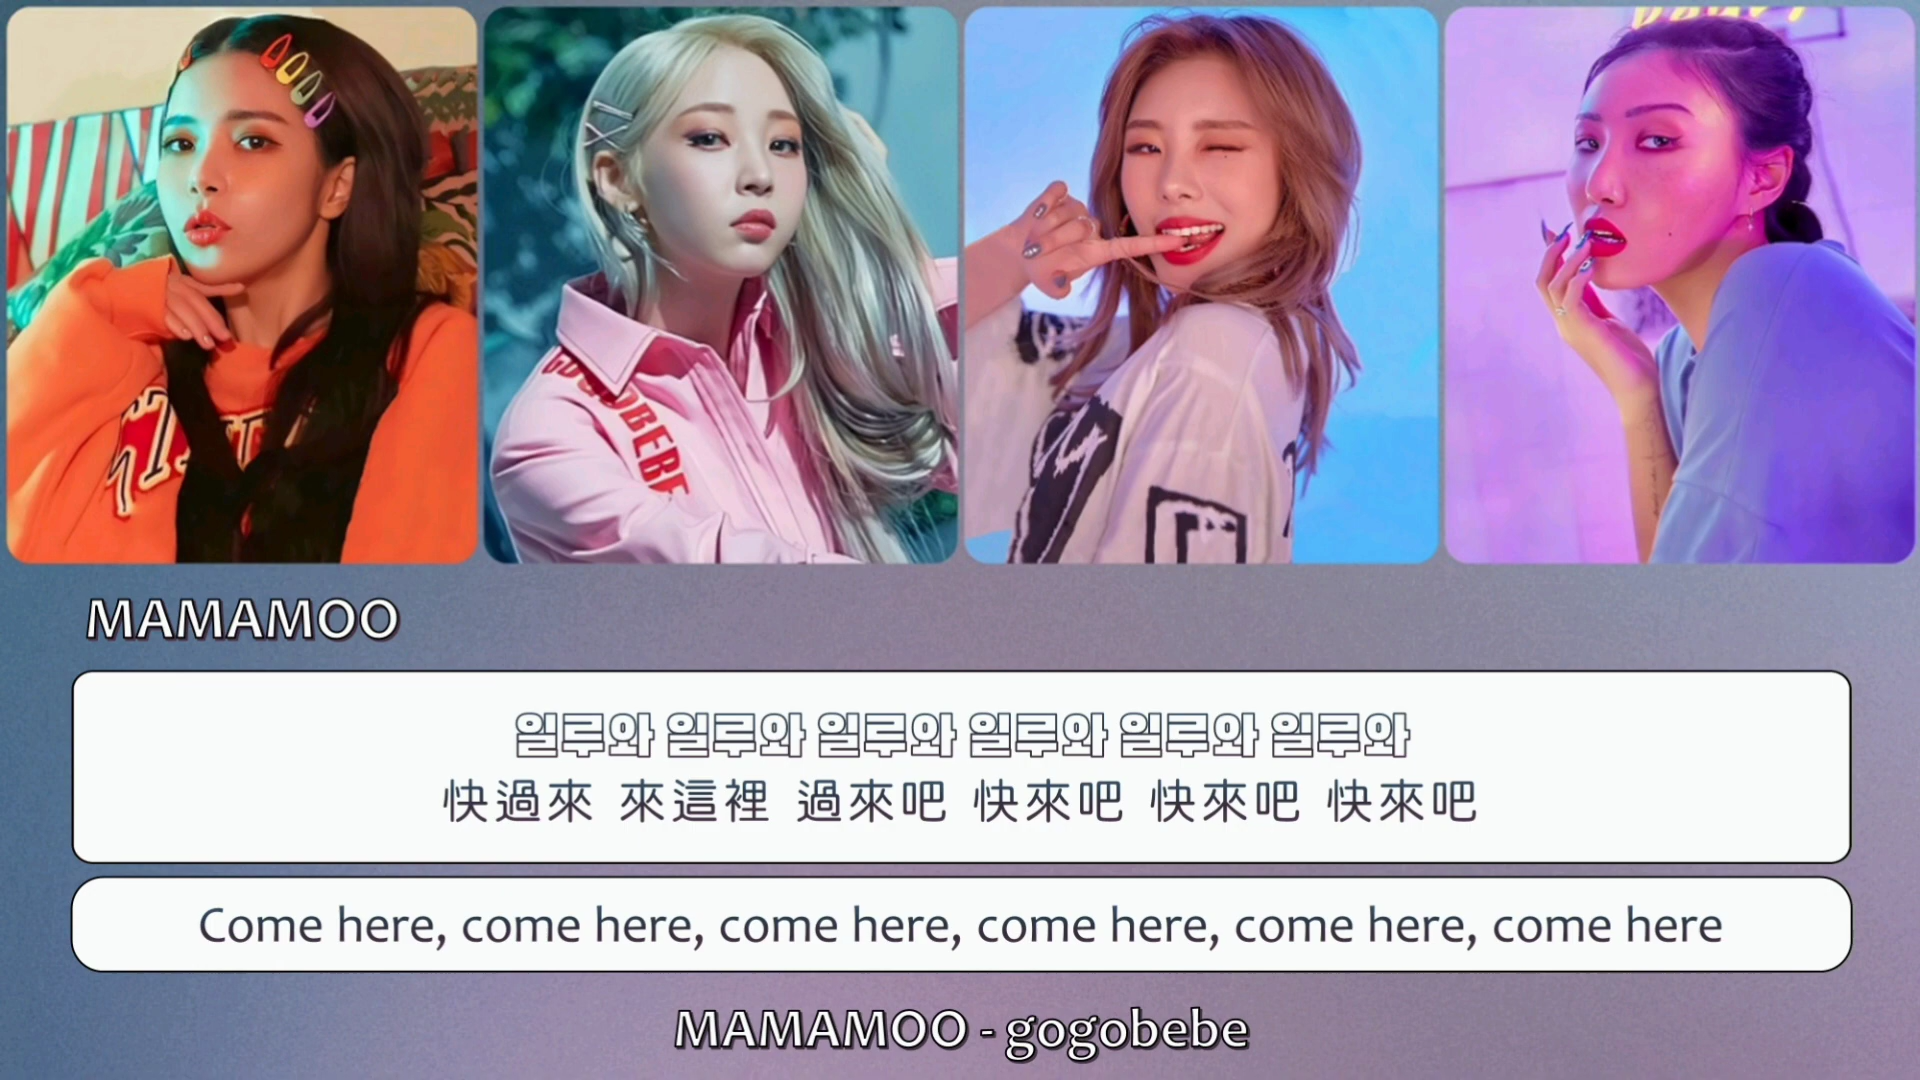 GOGOBEBE
MAMAMOO
일루와 일루와 일루와 일루와 일루와 일루와
快過來 來這裡 過來吧 快來吧 快來吧 快來吧
Come here, come here, come here, come here, come here, come here
MAMAMOO - gogobebe